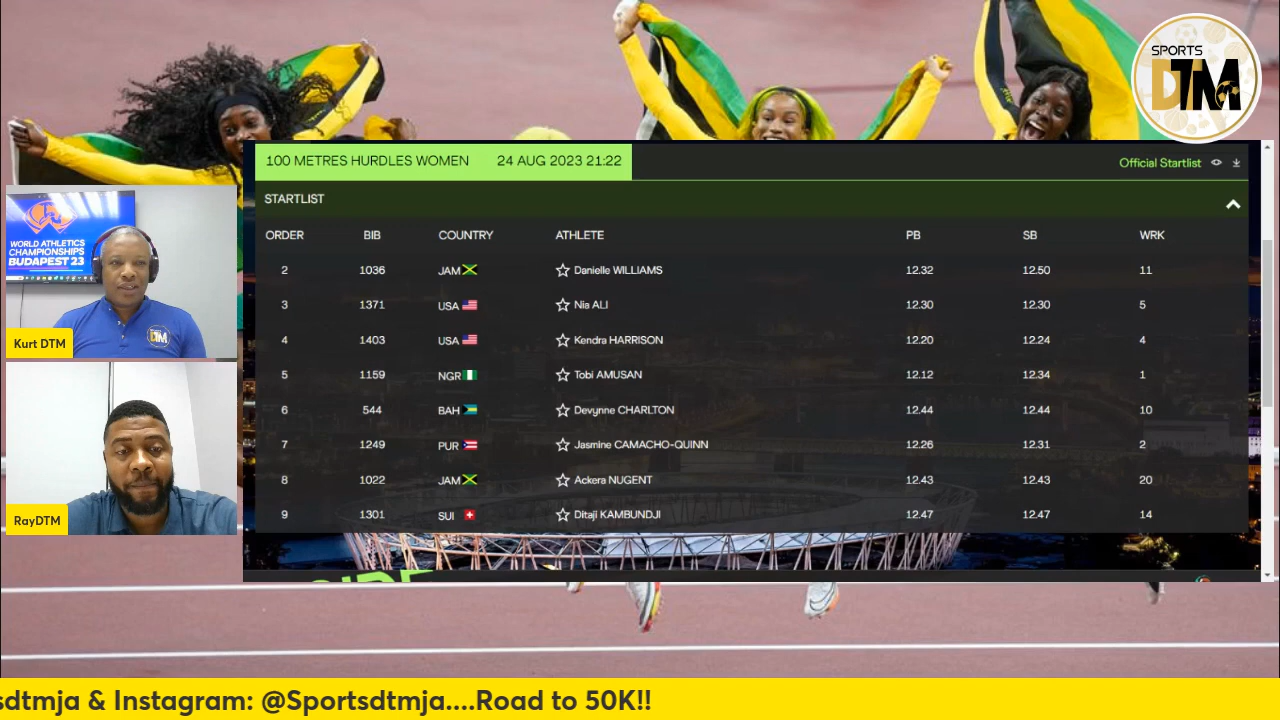 SPORTS
DTM
100 METRES HURDLES WOMEN 24 AUG 2023 21:22
Official Startlist
STARTLIST
ORDER BIB COUNTRY ATHLETE PB SB WRK
2 1036 JAM Danielle WILLIAMS 12.32 12.50 11
3 1371 USA Nia ALI 12.30 12.30 5
4 1403 USA Kendra HARRISON 12.20 12.24 4
5 1159 NGR Tobi AMUSAN 12.12 12.34 1
6 544 BAH Devynne CHARLTON 12.44 12.44 10
7 1249 PUR Jasmine CAMACHO-QUINN 12.26 12.31 2
8 1022 JAM Ackera NUGENT 12.43 12.43 20
9 1301 SUI Ditaji KAMBUNDJI 12.47 12.47 14
WORLD ATHLETICS
CHAMPIONSHIPS
BUDAPEST 23
DTM
Kurt DTM
RayDTM
sdtmja & Instagram: @Sportsdtmja....Road to 50K!!